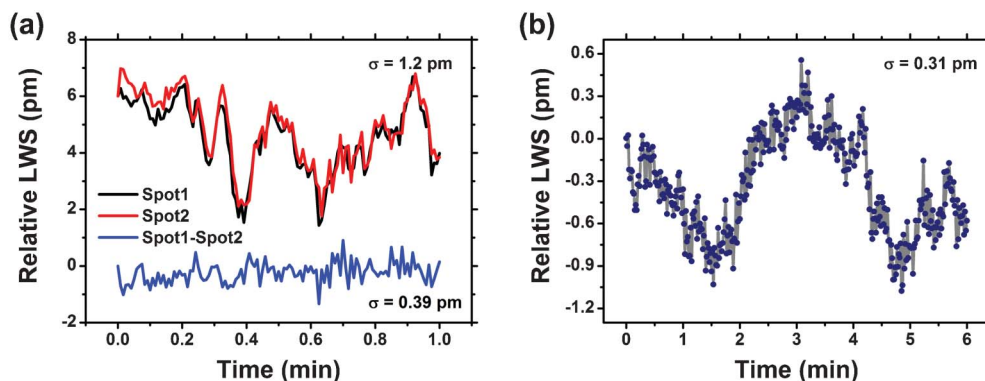 (a)
Relative LWS (pm)
8
6
4
2
0
-2
σ = 1.2 pm
Spot1
Spot2
Spot1-Spot2
σ = 0.39 pm
0.0 0.2 0.4 0.6 0.8 1.0
Time (min)
(b)
Relative LWS (pm)
0.6
0.3
0.0
-0.3
-0.6
-0.9
-1.2
σ = 0.31 pm
0 1 2 3 4 5 6
Time (min)